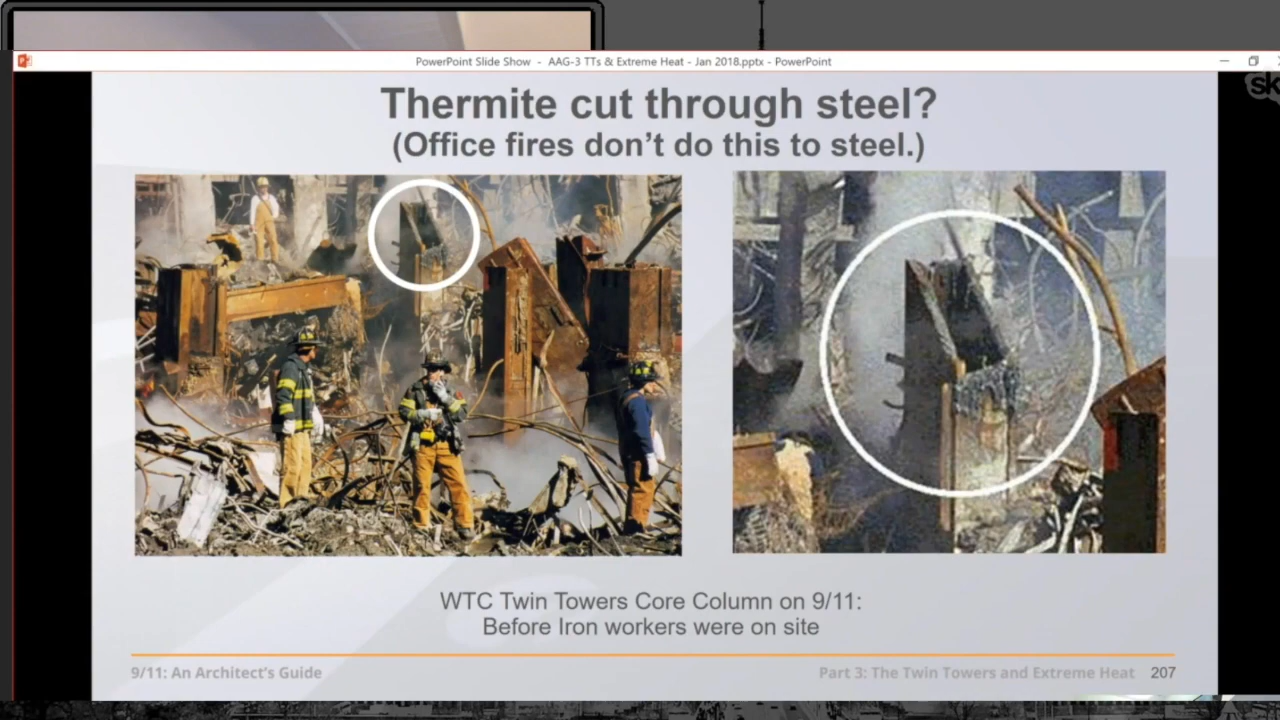 PowerPoint Slide Show - AAG-3 TTs & Extreme Heat - Jan 2018.pptx - PowerPoint
Thermite cut through steel?
(Office fires don't do this to steel.)
WTC Twin Towers Core Column on 9/11:
Before Iron workers were on site
9/11: An Architect's Guide
Part 3: The Twin Towers and Extreme Heat 207